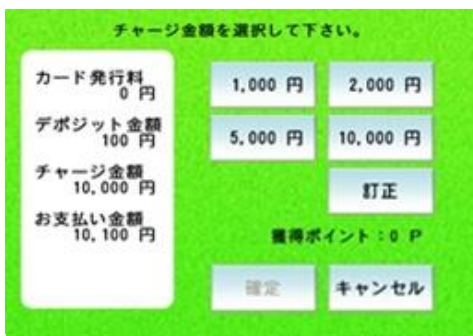 チャージ金額を選択して下さい。
カード発行料
0 円
デポジット金額
100 円
チャージ金額
10,000 円
お支払い金額
10,100 円
1,000 円
2,000 円
5,000 円
10,000 円
訂正
獲得ポイント:0 P
確定
キャンセル